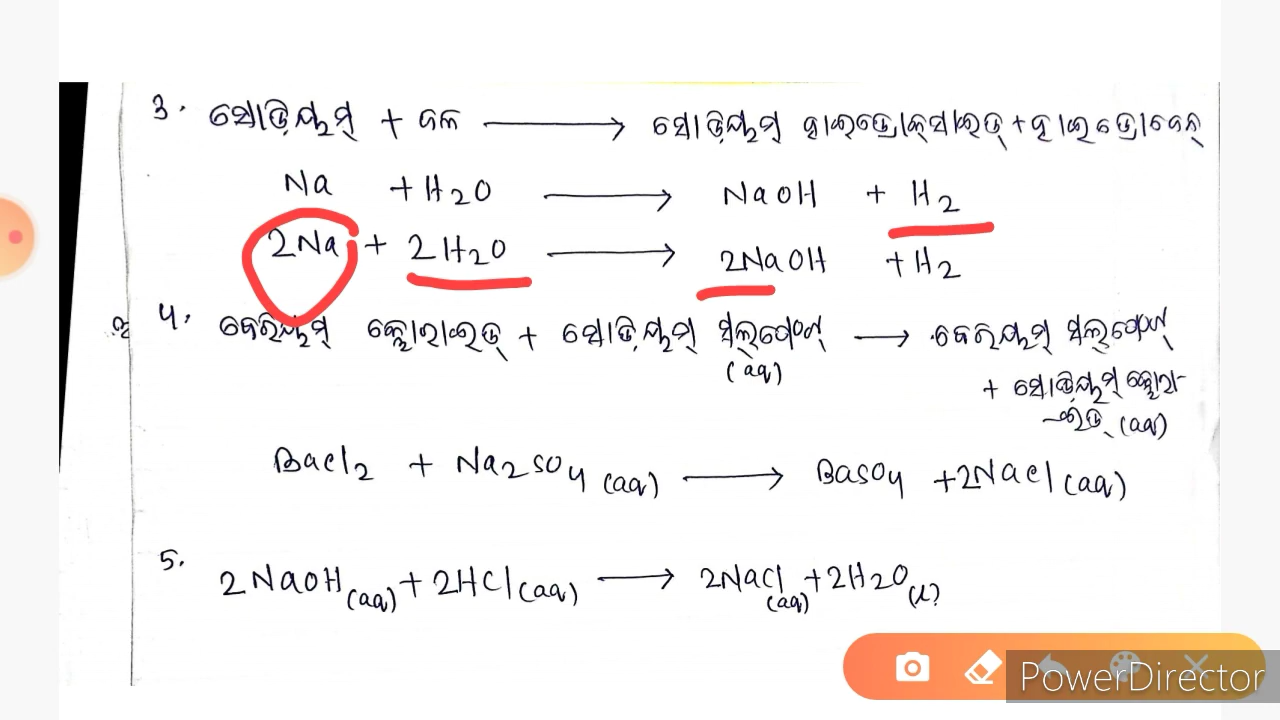 3. ସୋଡ଼ିୟମ୍ + ଜଳ ⟶ ସୋଡ଼ିୟମ୍ ହାଇଡ୍ରୋକ୍ସାଇଡ୍ + ହାଇଡ୍ରୋଜେନ୍
Na + H2O ⟶ NaOH + H2
2Na + 2H2O ⟶ 2NaOH + H2
4. ବେରିୟମ୍ କ୍ଲୋରାଇଡ୍ + ସୋଡ଼ିୟମ୍ ସଲ୍‌ଫେଟ୍ ⟶ ବେରିୟମ୍ ସଲ୍‌ଫେଟ୍
(aq)
+ ସୋଡ଼ିୟମ୍ କ୍ଲୋରା-
-ଇଡ୍ (aq)
BaCl2 + Na2SO4 (aq) ⟶ BaSO4 + 2NaCl (aq)
5. 2NaOH (aq) + 2HCl (aq) ⟶ 2NaCl (aq) + 2H2O (l)
PowerDirector